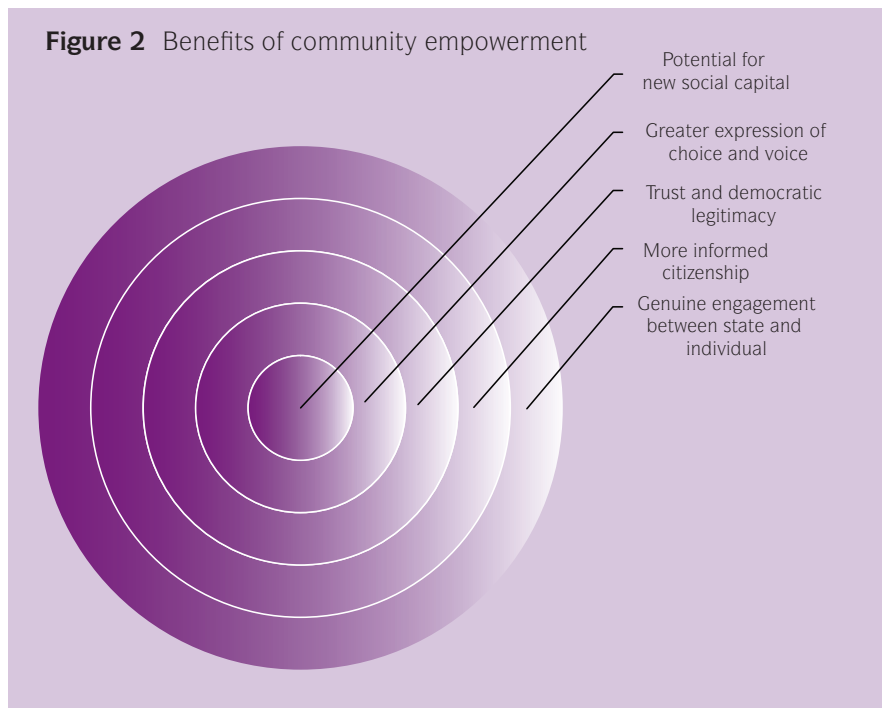 Figure 2 Benefits of community empowerment
Potential for
new social capital
Greater expression of
choice and voice
Trust and democratic
legitimacy
More informed
citizenship
Genuine engagement
between state and
individual